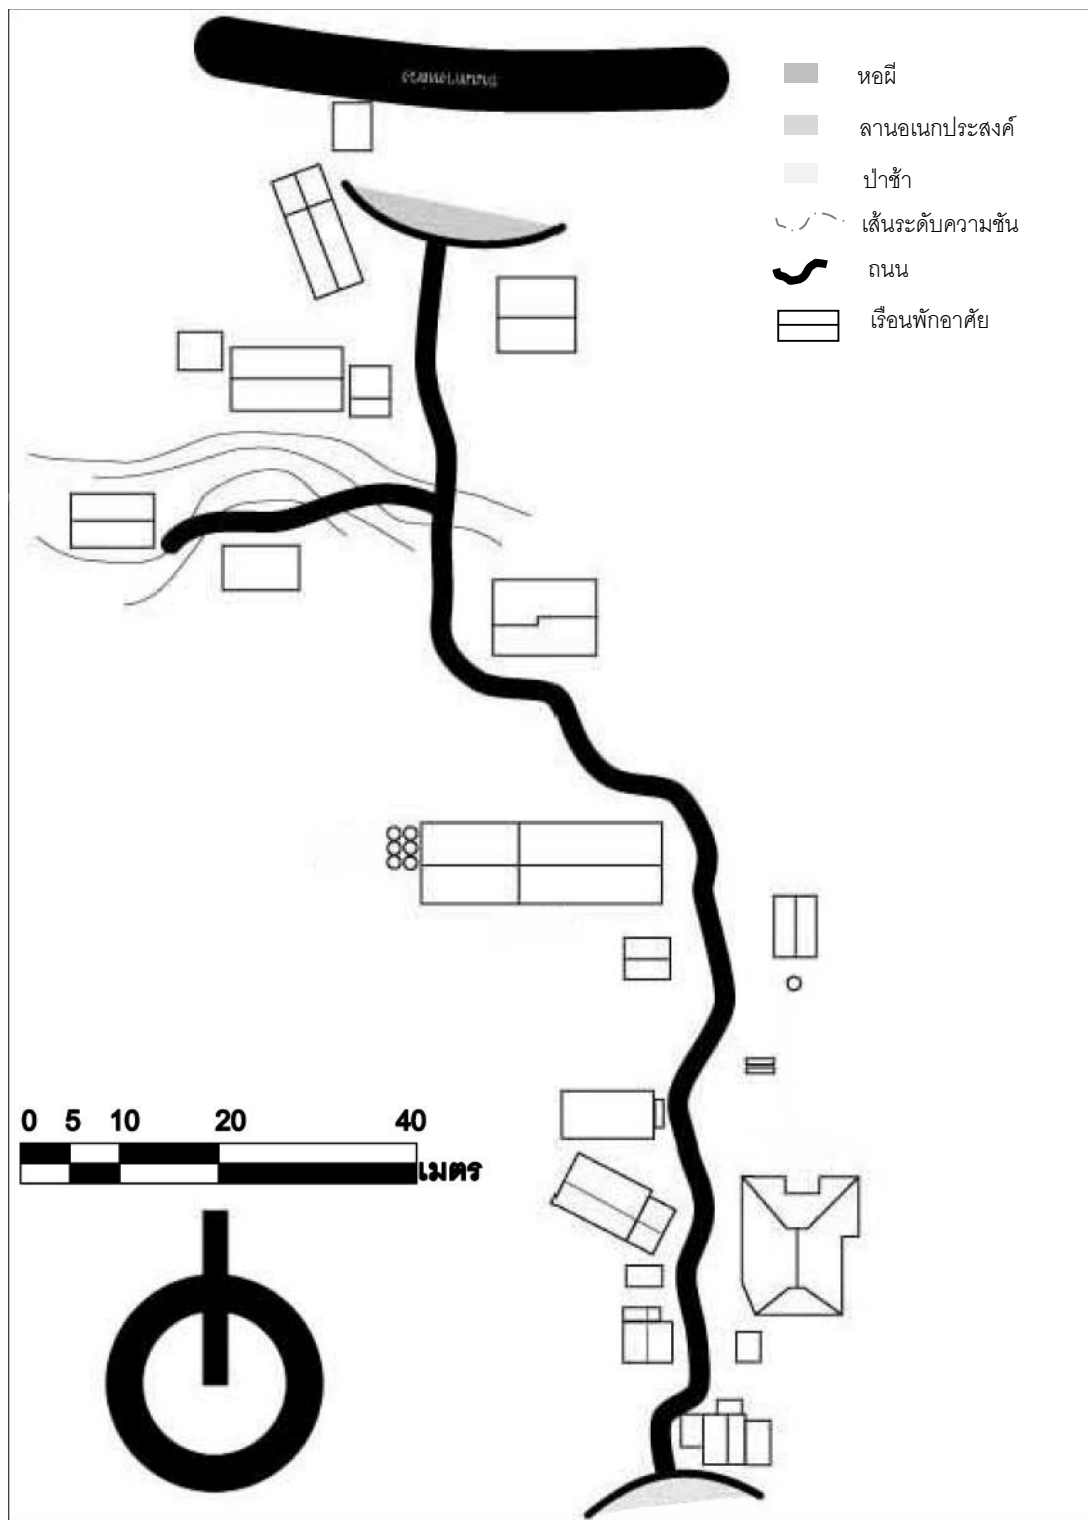 หอผี
ลานอเนกประสงค์
ป่าช้า
เส้นระดับความชัน
ถนน
เรือนพักอาศัย
0 5 10 20 40
เมตร